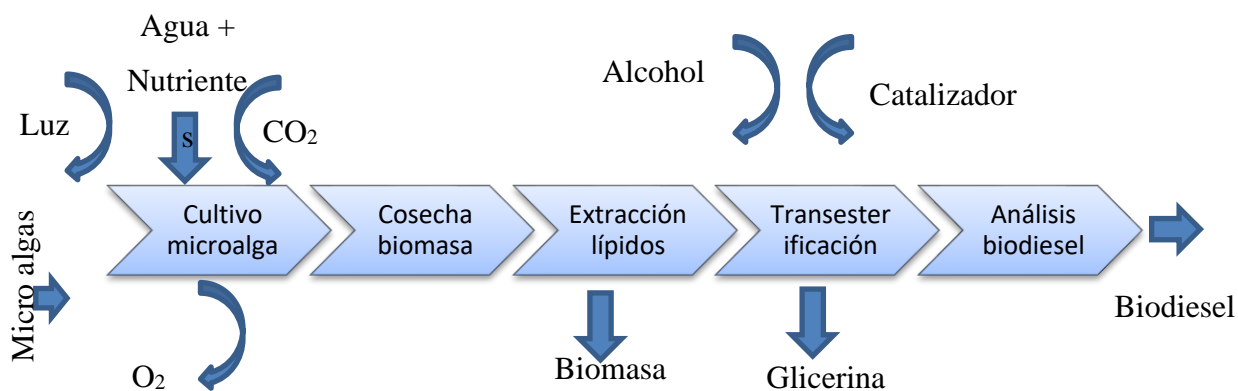 Agua +
Nutriente
s
Luz
CO₂
Alcohol
Catalizador
Micro algas
Cultivo
microalga
Cosecha
biomasa
Extracción
lípidos
Transester
ificación
Análisis
biodiesel
Biodiesel
O₂
Biomasa
Glicerina